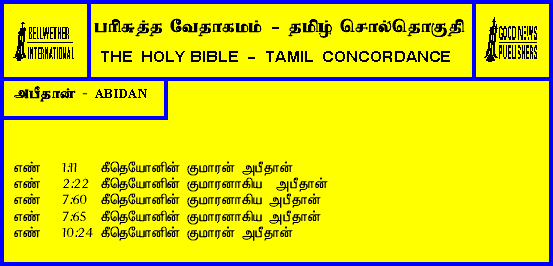 BELLWETHER
INTERNATIONAL
பரிசுத்த வேதாகமம் - தமிழ் சொல்தொகுதி
THE HOLY BIBLE - TAMIL CONCORDANCE
GOOD NEWS
PUBLISHERS
அபீதான் - ABIDAN
எண் 1:11 கீதெயோனின் குமாரன் அபீதான்
எண் 2:22 கீதெயோனின் குமாரனாகிய அபீதான்
எண் 7:60 கீதெயோனின் குமாரனாகிய அபீதான்
எண் 7:65 கீதெயோனின் குமாரனாகிய அபீதான்
எண் 10:24 கீதெயோனின் குமாரன் அபீதான்